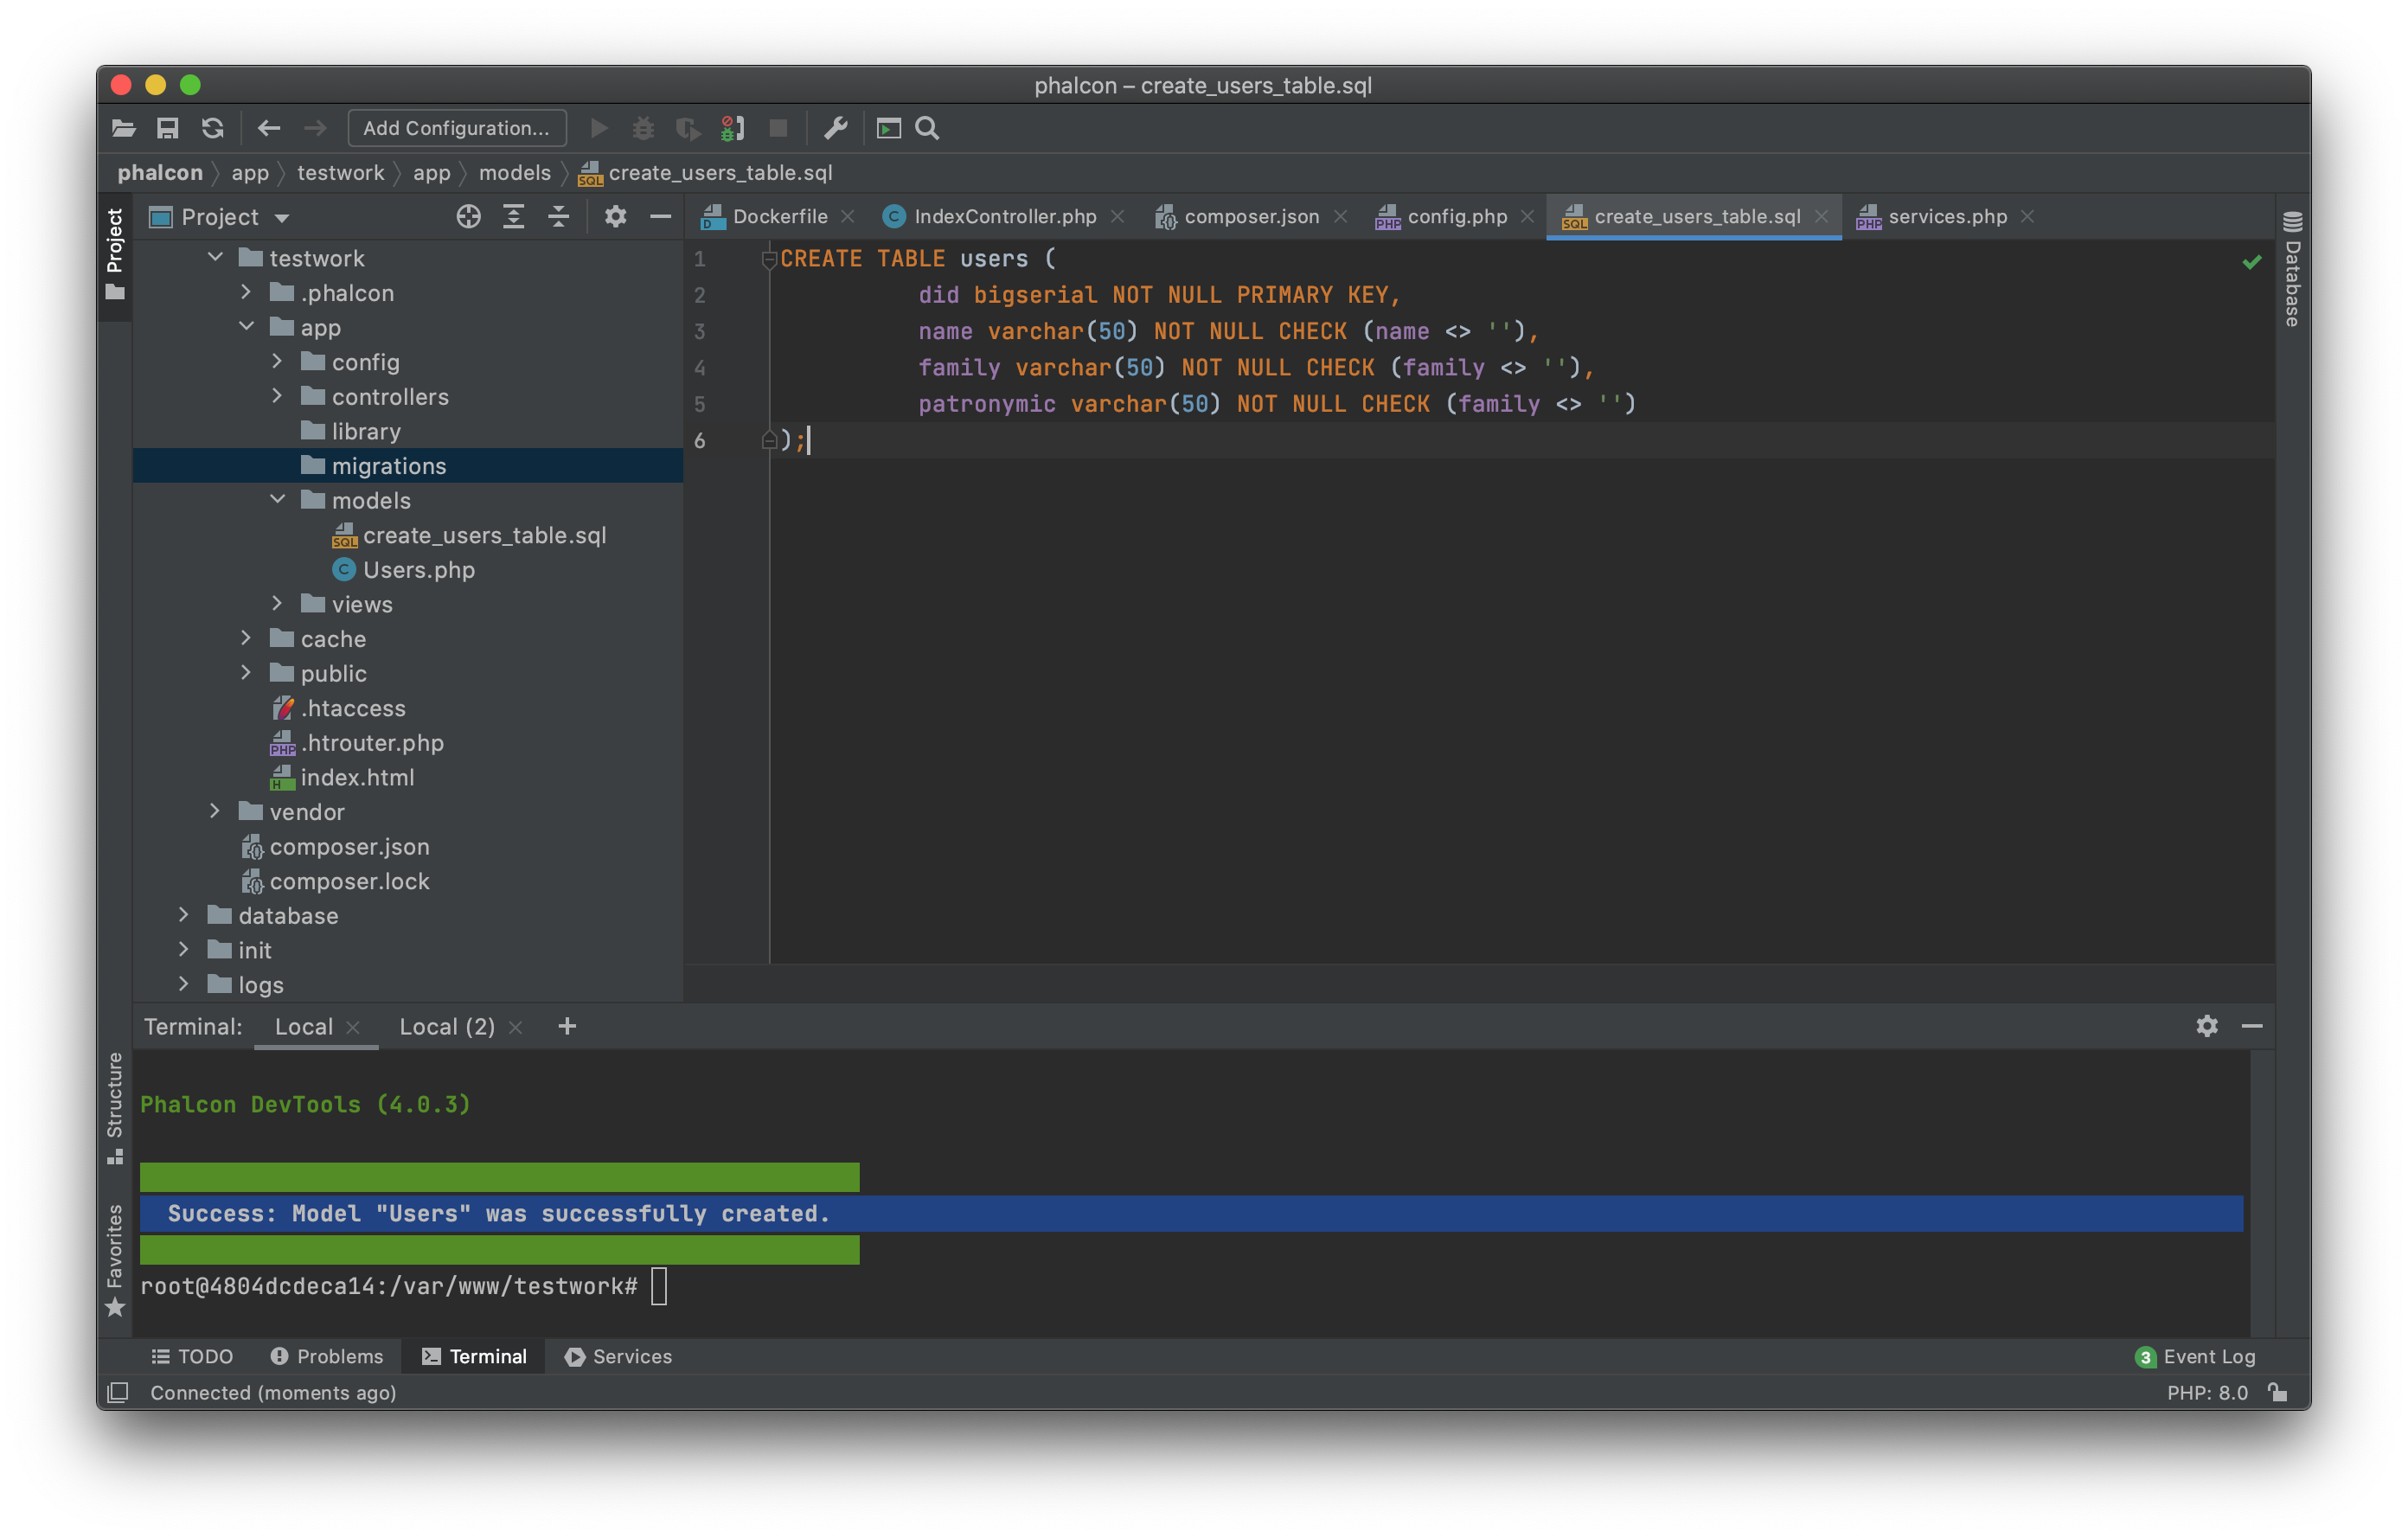 phalcon – create_users_table.sql
Add Configuration...
phalcon app testwork app models create_users_table.sql
Project
Project
Dockerfile IndexController.php composer.json config.php create_users_table.sql services.php
Database
testwork
.phalcon
app
config
controllers
library
migrations
models
create_users_table.sql
Users.php
views
cache
public
.htaccess
.htrouter.php
index.html
vendor
composer.json
composer.lock
database
init
logs
1 CREATE TABLE users (
2 did bigserial NOT NULL PRIMARY KEY,
3 name varchar(50) NOT NULL CHECK (name <> ''),
4 family varchar(50) NOT NULL CHECK (family <> ''),
5 patronymic varchar(50) NOT NULL CHECK (family <> '')
6 );
Terminal: Local Local (2)
Structure
Favorites
Phalcon DevTools (4.0.3)
Success: Model "Users" was successfully created.
root@4804dcdeca14:/var/www/testwork#
TODO Problems Terminal Services 3 Event Log
Connected (moments ago) PHP: 8.0